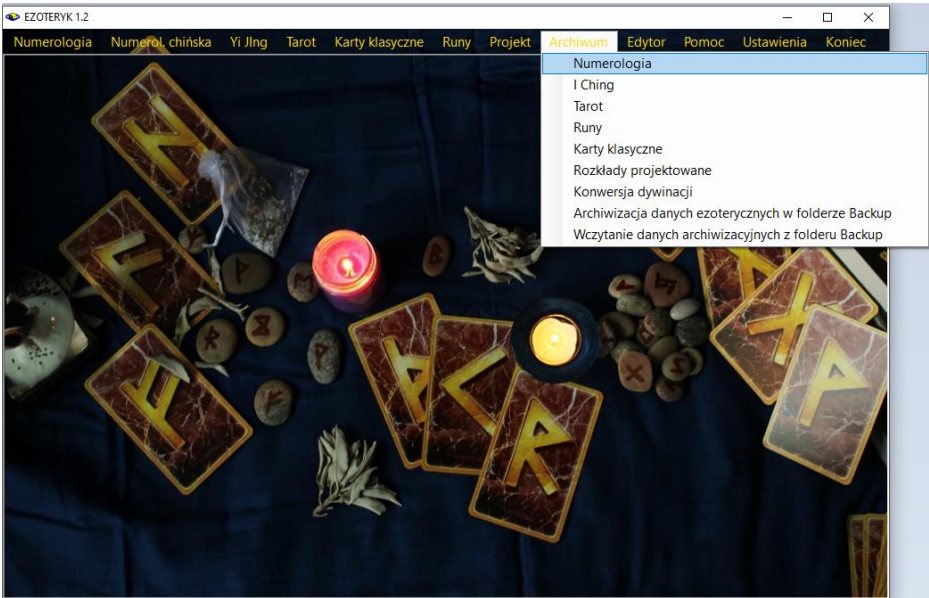 EZOTERYK 1.2
Numerologia Numerol. chińska Yi JIng Tarot Karty klasyczne Runy Projekt Archiwum Edytor Pomoc Ustawienia Koniec
Numerologia
I Ching
Tarot
Runy
Karty klasyczne
Rozkłady projektowane
Konwersja dywinacji
Archiwizacja danych ezoterycznych w folderze Backup
Wczytanie danych archiwizacyjnych z folderu Backup